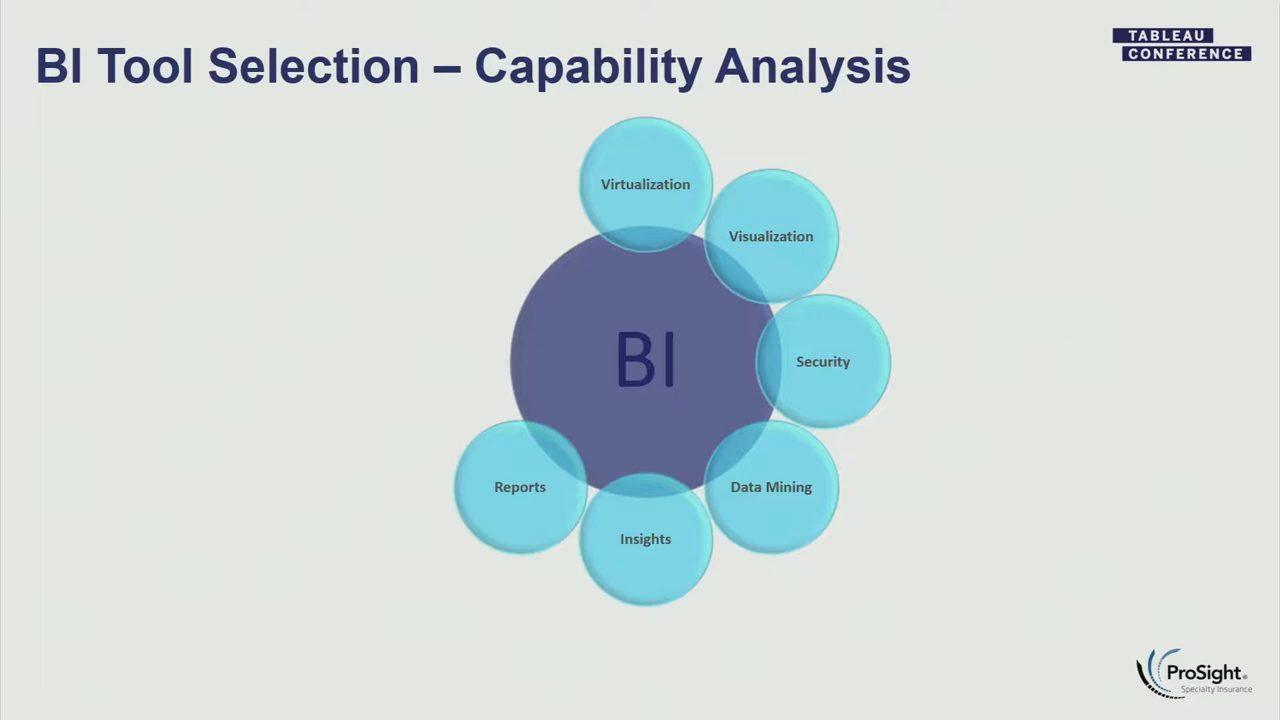 BI Tool Selection – Capability Analysis
TABLEAU
CONFERENCE
Virtualization
Visualization
Security
Data Mining
Insights
Reports
BI
ProSight®
Specialty Insurance